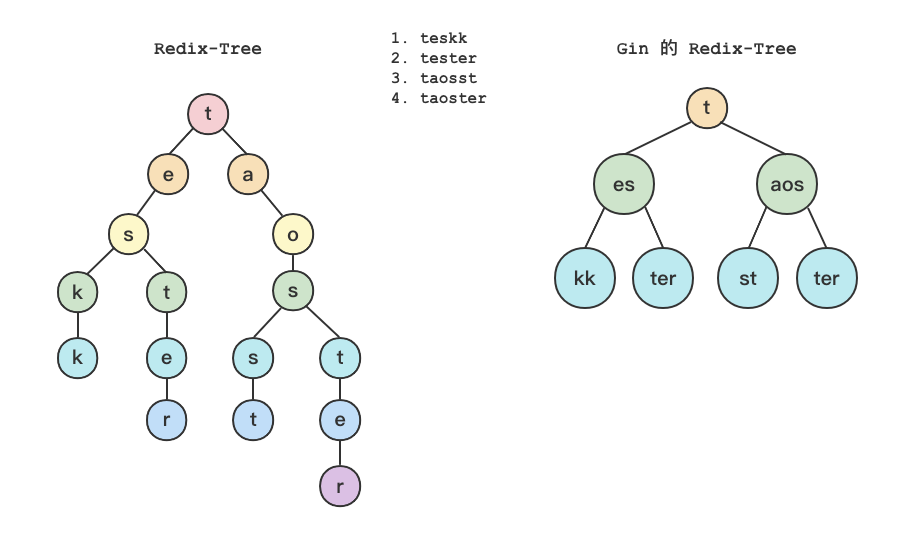 Redix-Tree
1. teskk
2. tester
3. taosst
4. taoster
Gin 的 Redix-Tree
t
e
a
s
o
k
t
s
k
e
s
t
r
t
e
r
t
es
aos
kk
ter
st
ter